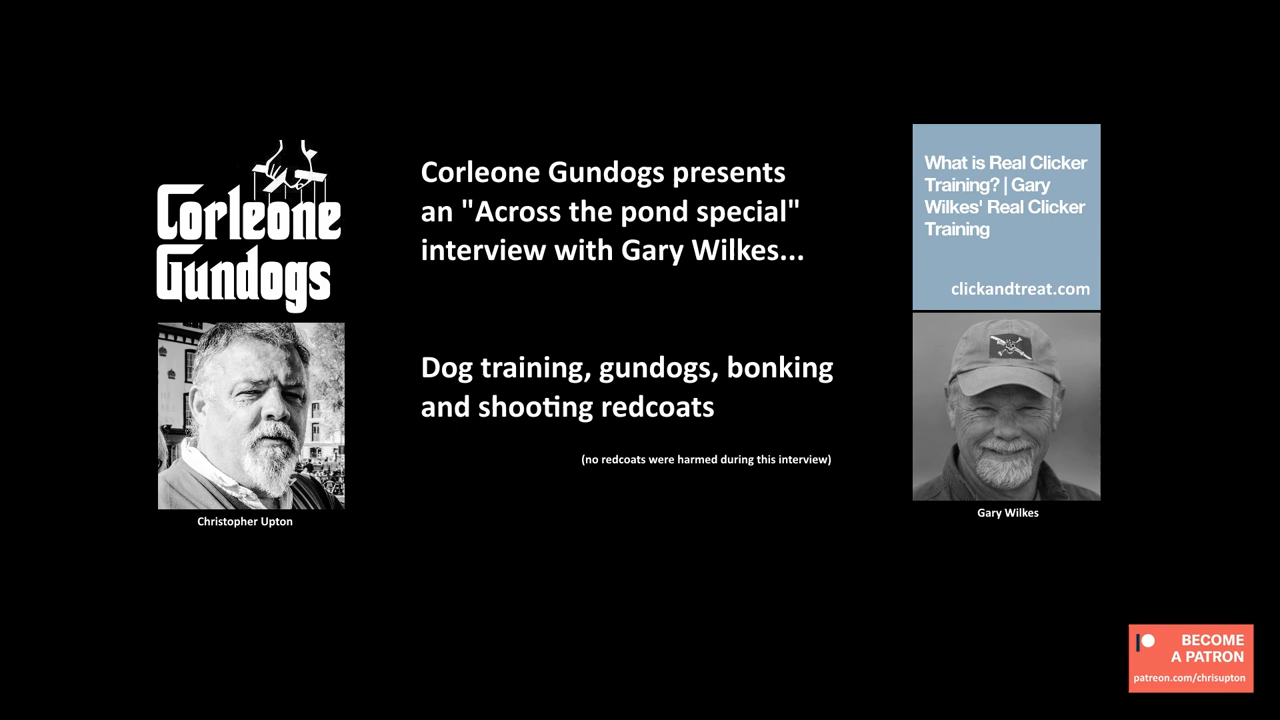 Corleone
Gundogs
Christopher Upton
Corleone Gundogs presents
an "Across the pond special"
interview with Gary Wilkes...
Dog training, gundogs, bonking
and shooting redcoats
(no redcoats were harmed during this interview)
What is Real Clicker
Training? | Gary
Wilkes' Real Clicker
Training
clickandtreat.com
Gary Wilkes
BECOME
A PATRON
patreon.com/chrisupton